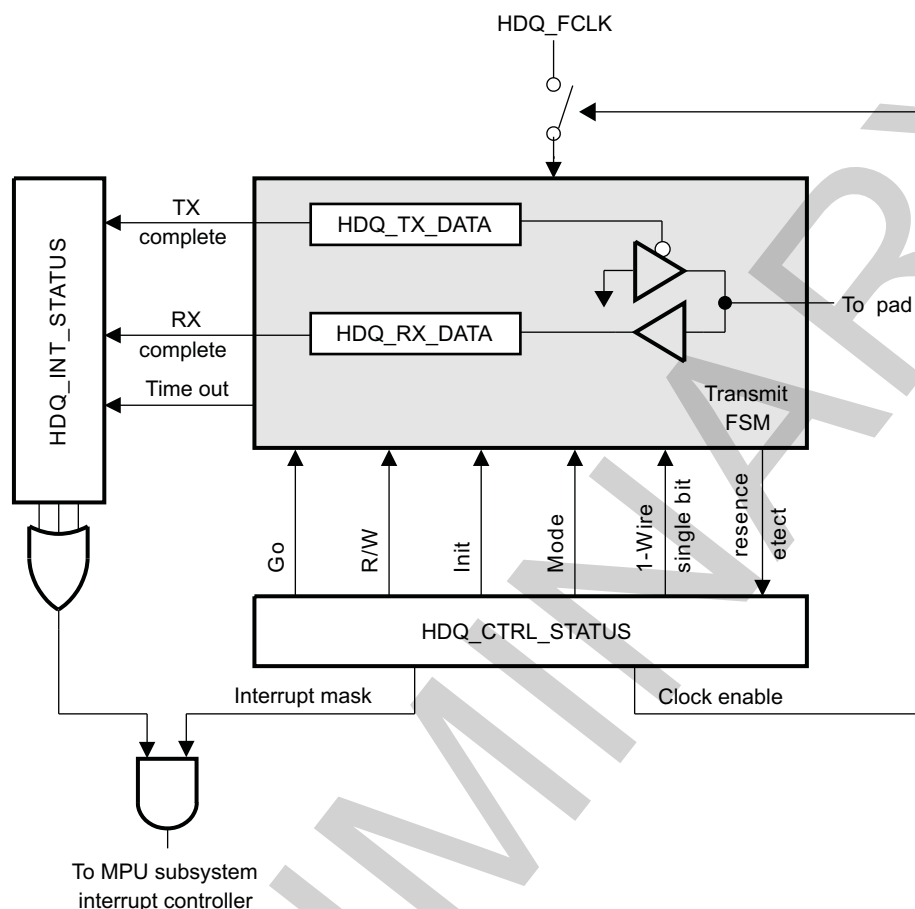 HDQ_FCLK
TX
complete
HDQ_TX_DATA
HDQ_INT_STATUS
RX
complete
HDQ_RX_DATA
To pad
Time out
Transmit
FSM
Go
R/W
Init
Mode
1-Wire
single bit
resence
etect
HDQ_CTRL_STATUS
Interrupt mask
Clock enable
To MPU subsystem
interrupt controller
IMINARY